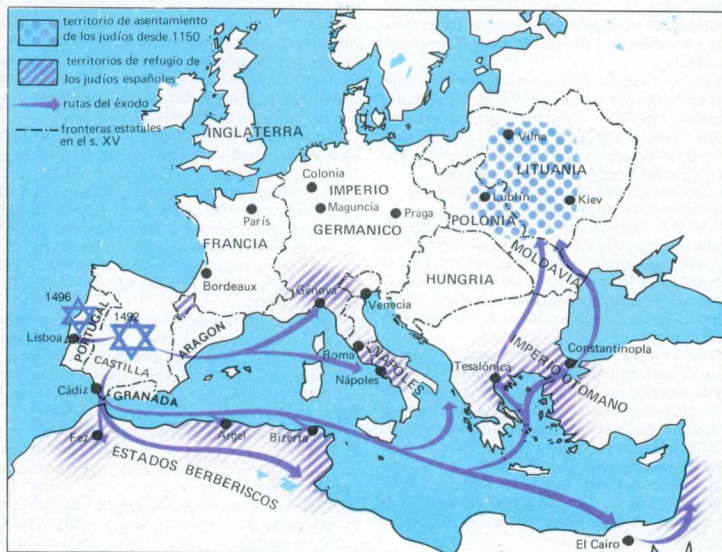 territorio de asentamiento
de los judíos desde 1150
territorios de refugio de
los judíos españoles
rutas del éxodo
fronteras estatales
en el s. XV
INGLATERRA
Vilna
LITUANIA
Colonia
IMPERIO
Lublin
Kiev
París
Maguncia
Praga
POLONIA
GERMANICO
FRANCIA
MOLDAVIA
HUNGRIA
Burdeaux
Génova
Venecia
1496
1492
PORTUGAL
Lisboa
ARAGON
CASTILLA
Roma
NAPOLES
Nápoles
IMPERIO OTOMANO
Constantinopla
Tesalónica
Cádiz
GRANADA
Fez
Argel
Bizerta
ESTADOS BERBERISCOS
El Cairo